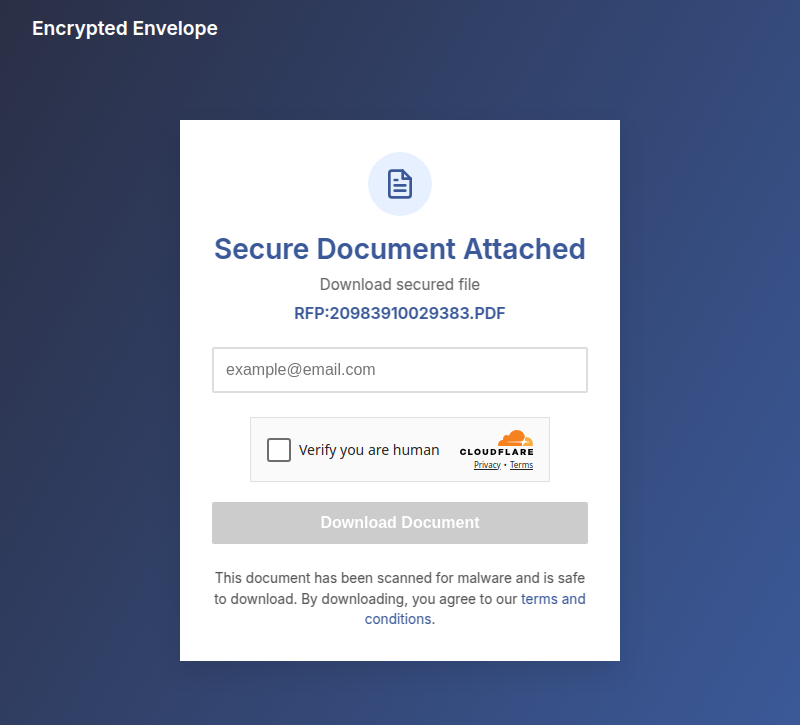 Encrypted Envelope
Secure Document Attached
Download secured file
RFP:20983910029383.PDF
example@email.com
Verify you are human
CLOUDFLARE
Privacy • Terms
Download Document
This document has been scanned for malware and is safe
to download. By downloading, you agree to our terms and
conditions.